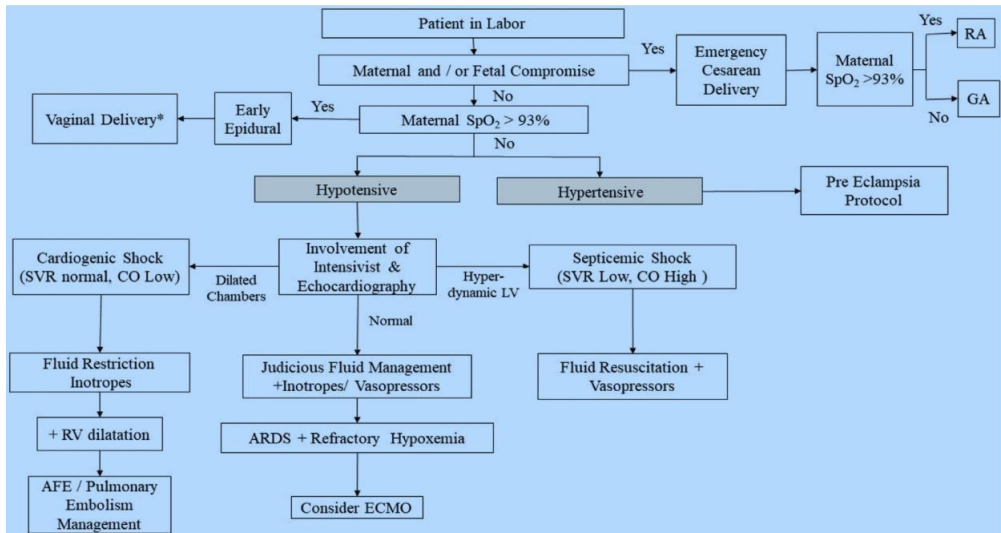 Patient in Labor
Maternal and / or Fetal Compromise
Yes
Emergency
Cesarean
Delivery
Maternal
SpO₂ >93%
Yes
RA
No
GA
No
Maternal SpO₂ > 93%
Yes
Early
Epidural
Vaginal Delivery*
No
Hypotensive
Hypertensive
Pre Eclampsia
Protocol
Involvement of
Intensivist &
Echocardiography
Dilated
Chambers
Cardiogenic Shock
(SVR normal, CO Low)
Hyper-
dynamic LV
Septicemic Shock
(SVR Low, CO High )
Normal
Fluid Restriction
Inotropes
Judicious Fluid Management
+Inotropes/ Vasopressors
Fluid Resuscitation +
Vasopressors
+ RV dilatation
ARDS + Refractory Hypoxemia
AFE / Pulmonary
Embolism
Management
Consider ECMO